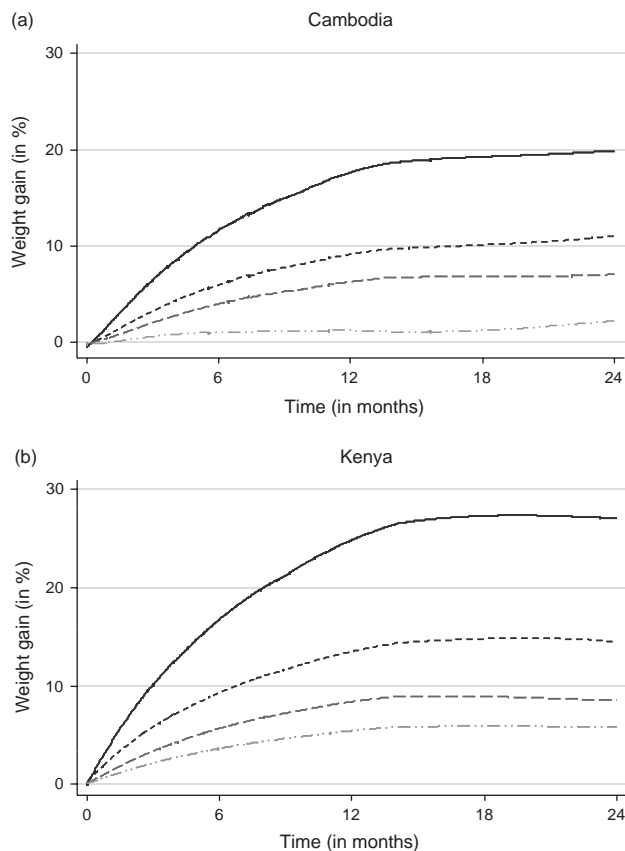 (a)
Cambodia
30
20
10
0
Weight gain (in %)
0 6 12 18 24
Time (in months)
(b)
Kenya
30
20
10
0
Weight gain (in %)
0 6 12 18 24
Time (in months)